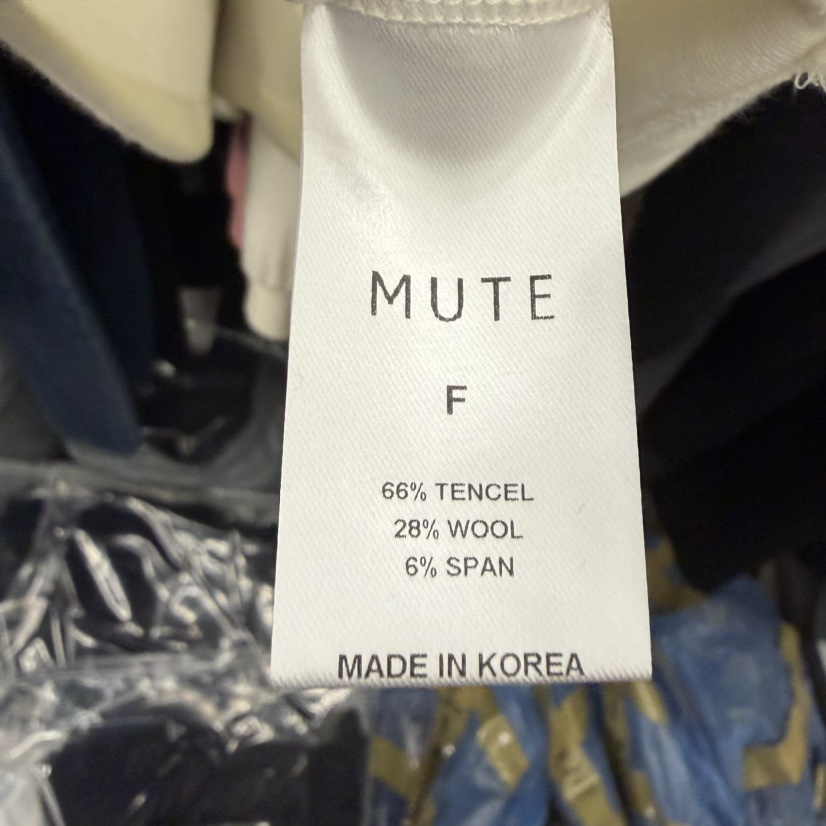 MUTE
F
66% TENCEL
28% WOOL
6% SPAN
MADE IN KOREA